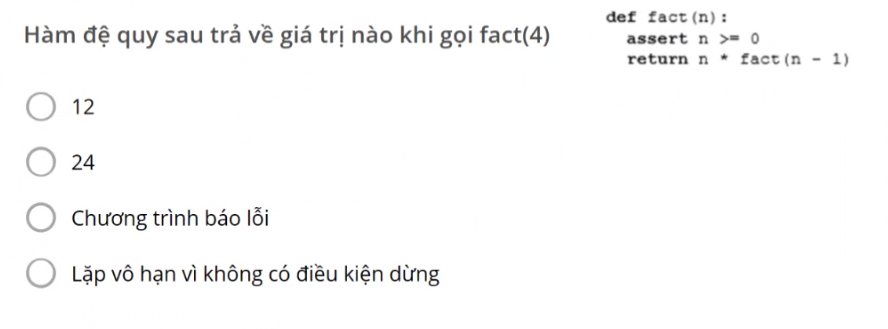 Hàm đệ quy sau trả về giá trị nào khi gọi fact(4)
def fact(n):
assert n >= 0
return n * fact(n - 1)
12
24
Chương trình báo lỗi
Lặp vô hạn vì không có điều kiện dừng